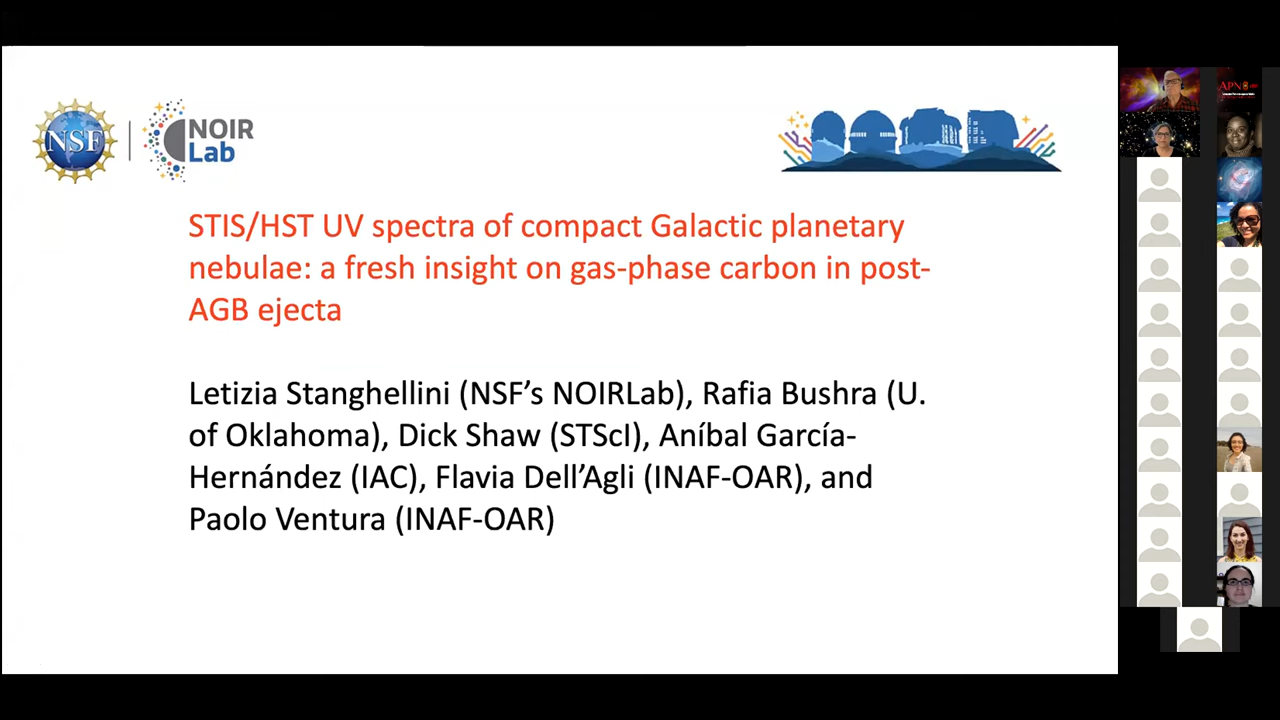 NSF
NOIR
Lab
STIS/HST UV spectra of compact Galactic planetary
nebulae: a fresh insight on gas-phase carbon in post-
AGB ejecta
Letizia Stanghellini (NSF’s NOIRLab), Rafia Bushra (U.
of Oklahoma), Dick Shaw (STScI), Aníbal García-
Hernández (IAC), Flavia Dell’Agli (INAF-OAR), and
Paolo Ventura (INAF-OAR)